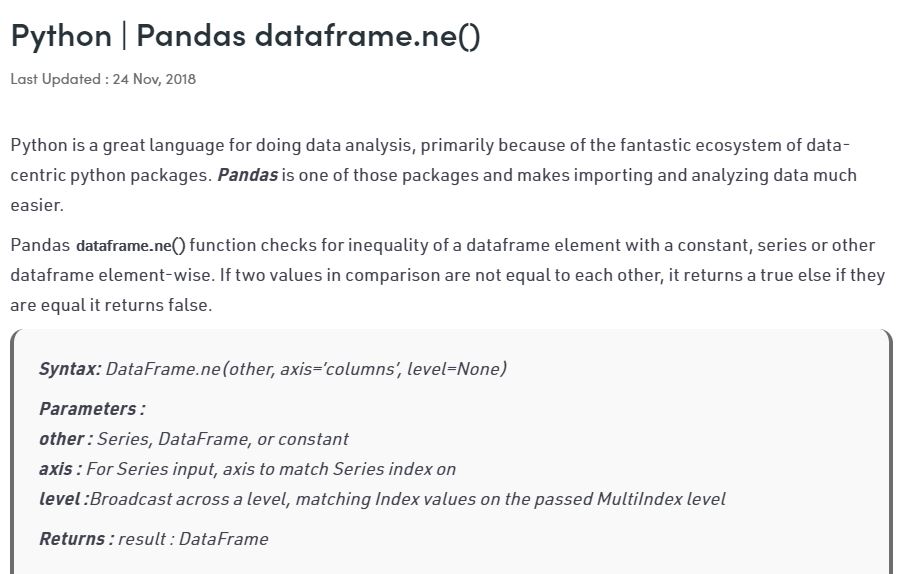 Python | Pandas dataframe.ne()
Last Updated : 24 Nov, 2018
Python is a great language for doing data analysis, primarily because of the fantastic ecosystem of data-
centric python packages. Pandas is one of those packages and makes importing and analyzing data much
easier.
Pandas dataframe.ne() function checks for inequality of a dataframe element with a constant, series or other
dataframe element-wise. If two values in comparison are not equal to each other, it returns a true else if they
are equal it returns false.
Syntax: DataFrame.ne(other, axis=’columns’, level=None)
Parameters :
other : Series, DataFrame, or constant
axis : For Series input, axis to match Series index on
level :Broadcast across a level, matching Index values on the passed MultiIndex level
Returns : result : DataFrame